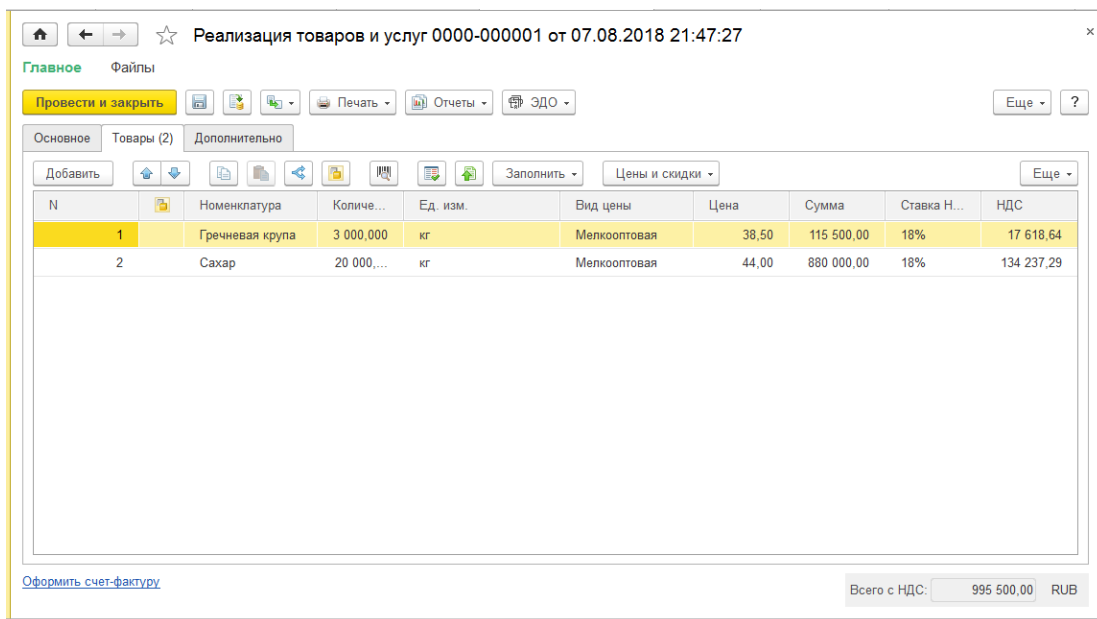 Реализация товаров и услуг 0000-000001 от 07.08.2018 21:47:27
Главное Файлы
Провести и закрыть Печать Отчеты ЭДО Еще ?
Основное Товары (2) Дополнительно
Добавить Заполнить Цены и скидки Еще
N Номенклатура Количе... Ед. изм. Вид цены Цена Сумма Ставка Н... НДС
1 Гречневая крупа 3 000,000 кг Мелкооптовая 38,50 115 500,00 18% 17 618,64
2 Сахар 20 000,... кг Мелкооптовая 44,00 880 000,00 18% 134 237,29
Оформить счет-фактуру
Всего с НДС: 995 500,00 RUB